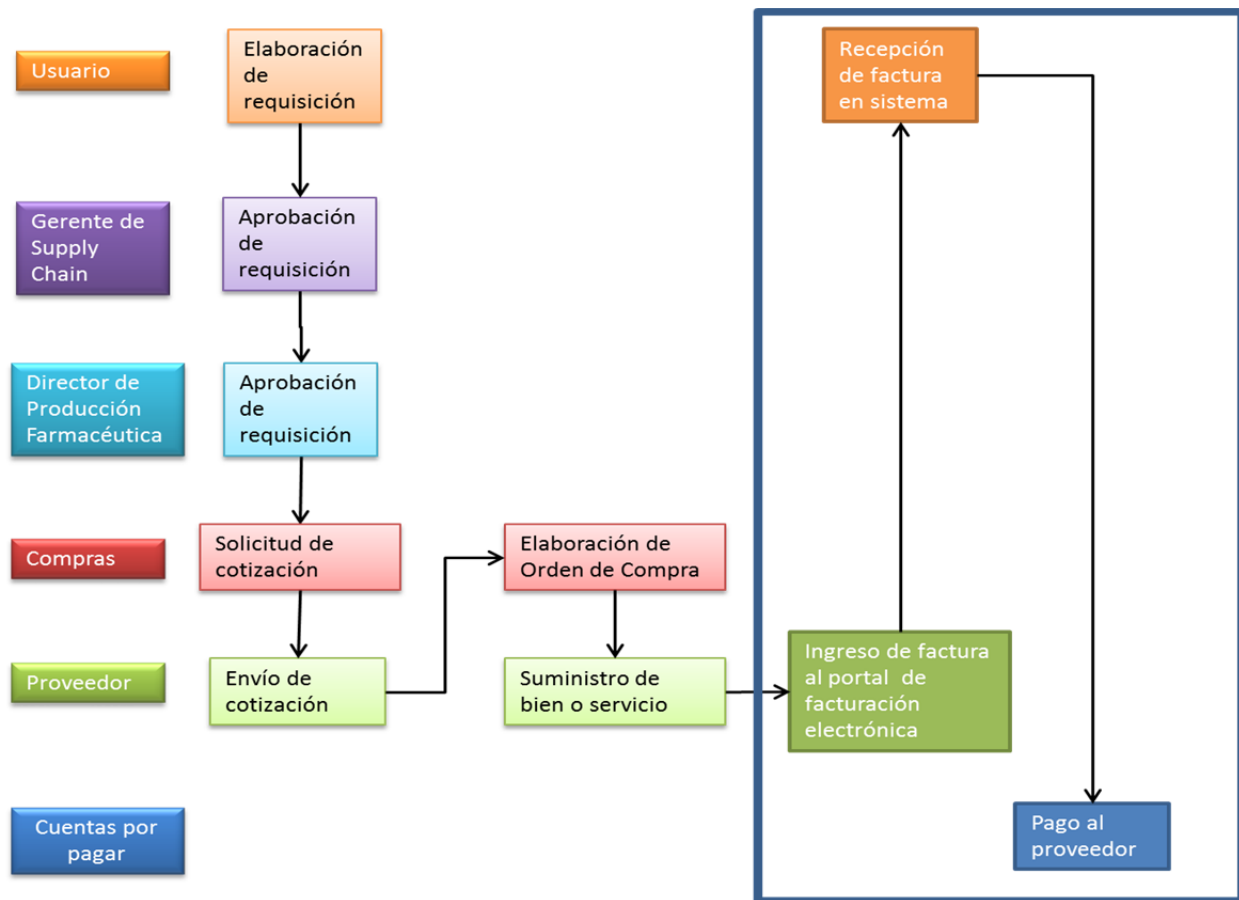 Usuario
Elaboración
de
requisición
Recepción
de factura
en sistema
Gerente de
Supply
Chain
Aprobación
de
requisición
Director de
Producción
Farmacéutica
Aprobación
de
requisición
Compras
Solicitud de
cotización
Elaboración de
Orden de Compra
Proveedor
Envío de
cotización
Suministro de
bien o servicio
Ingreso de factura
al portal de
facturación
electrónica
Cuentas por
pagar
Pago al
proveedor